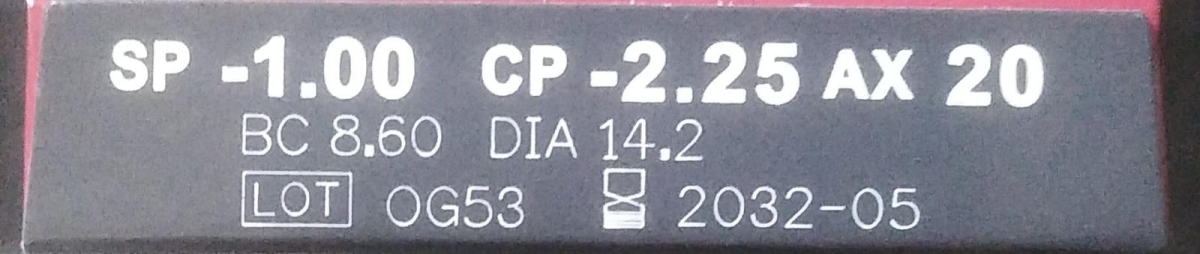 SP -1.00 CP -2.25 AX 20
BC 8.60 DIA 14.2
LOT OG53 2032-05